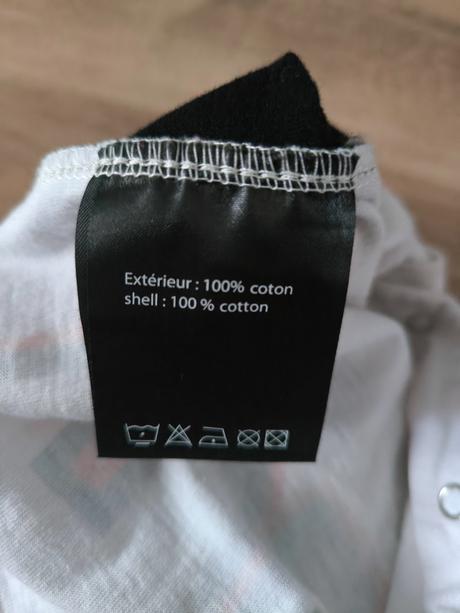 Extérieur : 100% coton
shell : 100 % cotton